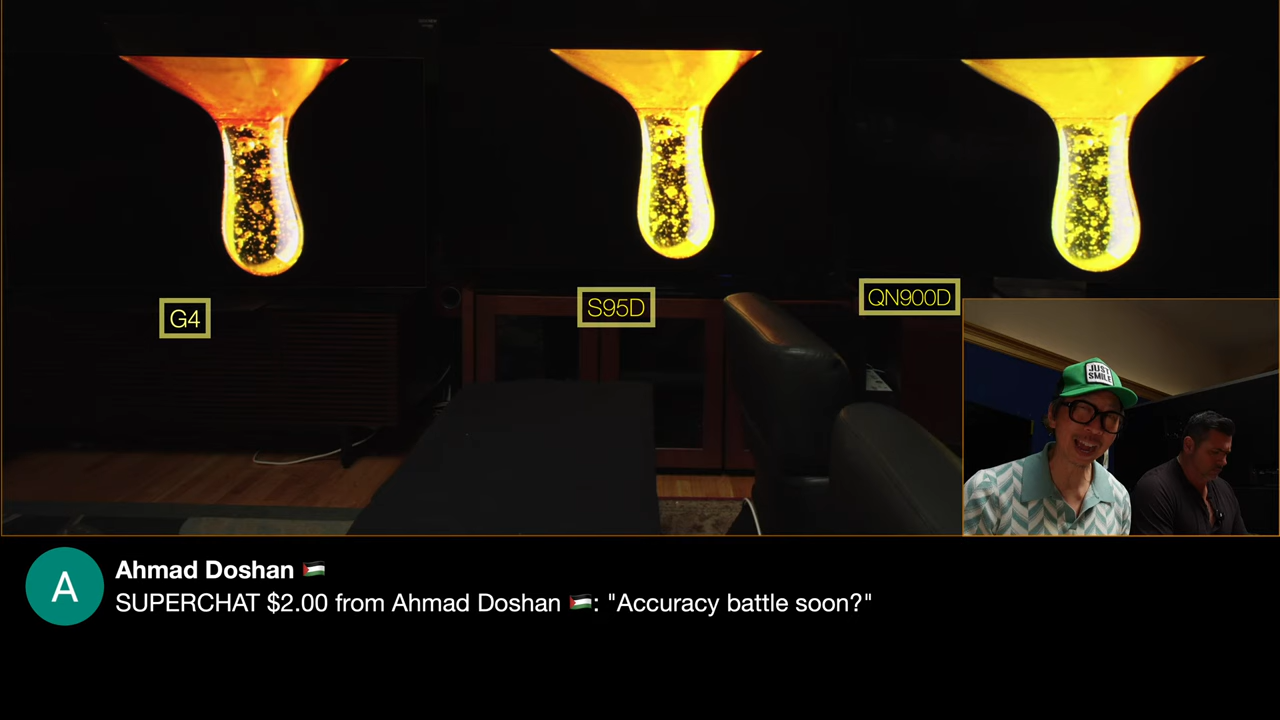 G4
S95D
QN900D
JUST
SMILE
A
Ahmad Doshan 🇵🇸
SUPERCHAT $2.00 from Ahmad Doshan 🇵🇸: "Accuracy battle soon?"